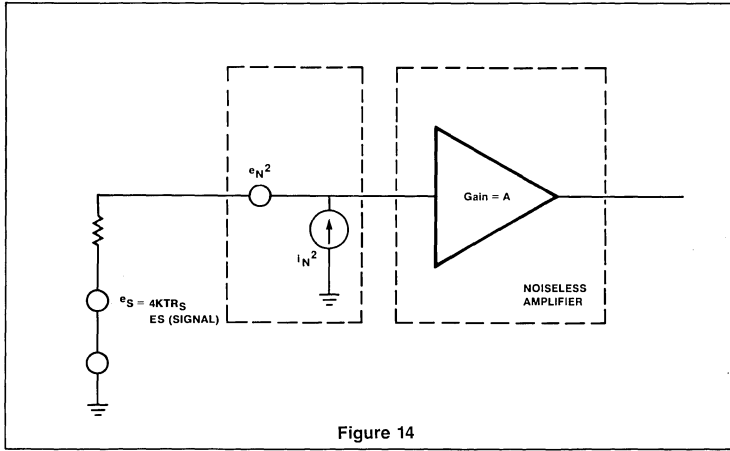 e_N^2
i_N^2
Gain = A
e_S = 4KTR_S
ES (SIGNAL)
NOISELESS
AMPLIFIER
Figure 14